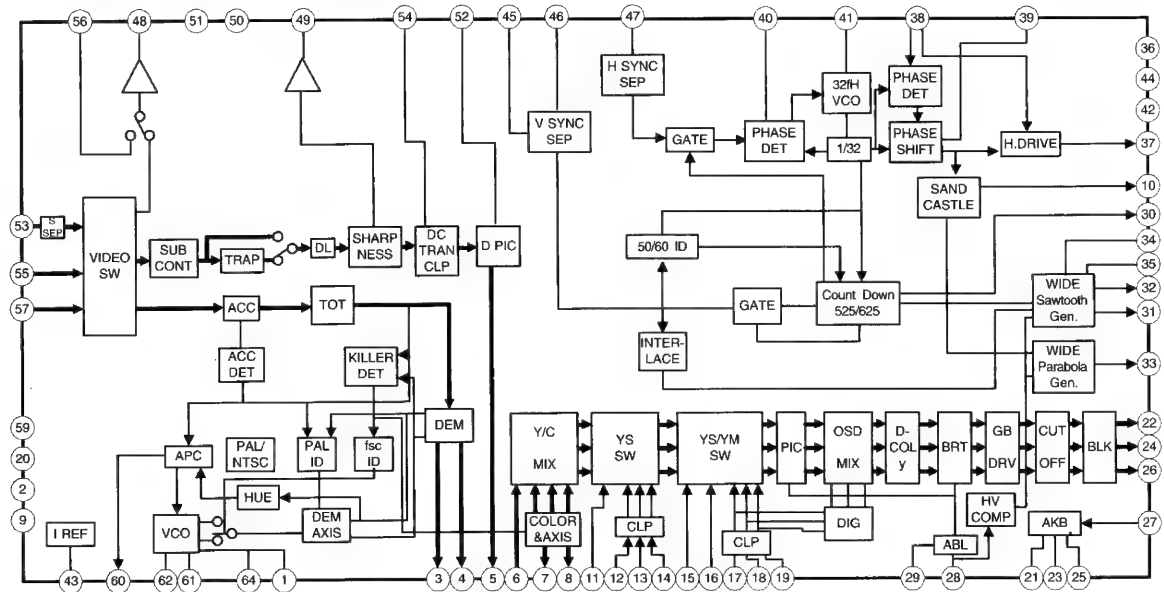 56 48 51 50 49 54 52 45 46 47 40 41 38 39
36
44
42
37
10
30
34
35
32
31
33
22
24
26
27
53
55
57
59
20
2
9
S
SEP
VIDEO
SW
SUB
CONT
TRAP
DL
SHARP
NESS
DC
TRAN
CLP
D PIC
V SYNC
SEP
H SYNC
SEP
GATE
PHASE
DET
32fH
VCO
1/32
PHASE
DET
PHASE
SHIFT
H.DRIVE
SAND
CASTLE
50/60 ID
GATE
Count Down
525/625
INTER-
LACE
WIDE
Sawtooth
Gen.
WIDE
Parabola
Gen.
ACC
TOT
ACC
DET
KILLER
DET
DEM
APC
PAL/
NTSC
PAL
ID
fsc
ID
HUE
VCO
DEM
AXIS
I REF
Y/C
MIX
YS
SW
YS/YM
SW
PIC
OSD
MIX
D-
COL
y
BRT
GB
DRV
CUT
OFF
BLK
COLOR
&AXIS
CLP
CLP
DIG
HV
COMP
ABL
AKB
43 60 62 61 64 1 3 4 5 6 7 8 11 12 13 14 15 16 17 18 19 29 28 21 23 25